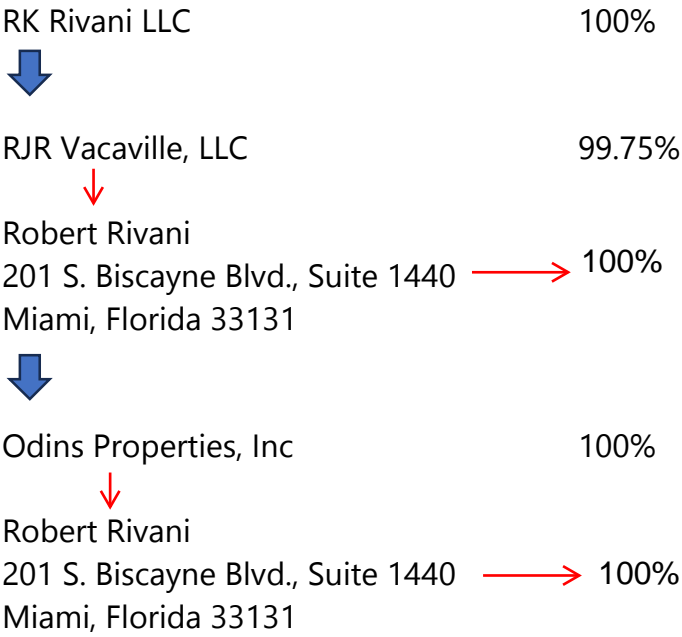 RK Rivani LLC 100%
RJR Vacaville, LLC 99.75%
Robert Rivani
201 S. Biscayne Blvd., Suite 1440 100%
Miami, Florida 33131
Odins Properties, Inc 100%
Robert Rivani
201 S. Biscayne Blvd., Suite 1440 100%
Miami, Florida 33131